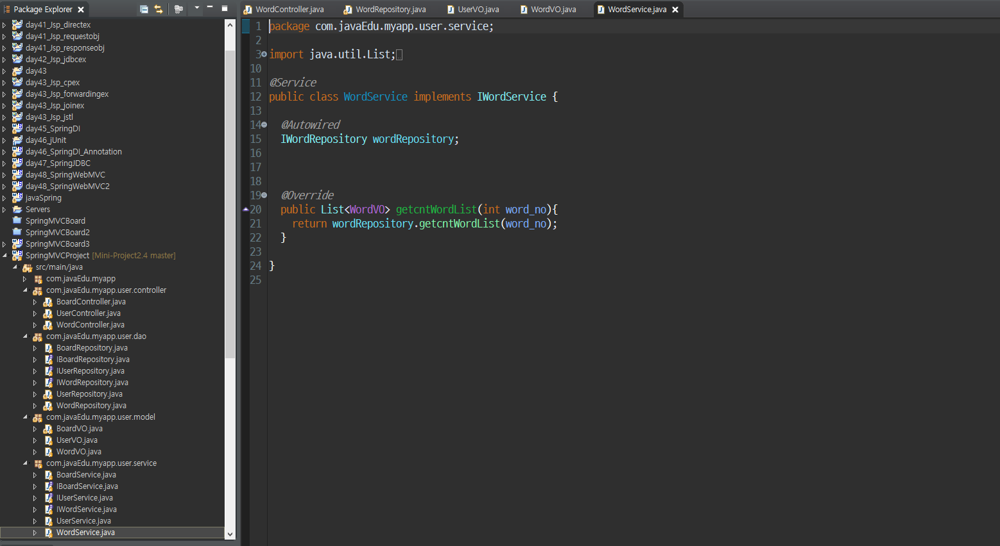 Package Explorer
day41_Jsp_directex
day41_Jsp_requestobj
day41_Jsp_responseobj
day42_Jsp_jdbcex
day43
day43_Jsp_cpex
day43_Jsp_forwardingex
day43_Jsp_joinex
day43_Jsp_jstl
day45_SpringDI
day46_jUnit
day46_SpringDI_Annotation
day47_SpringJDBC
day48_SpringWebMVC
day48_SpringWebMVC2
javaSpring
Servers
SpringMVCBoard
SpringMVCBoard2
SpringMVCBoard3
SpringMVCProject [Mini-Project2.4 master]
src/main/java
com.javaEdu.myapp
com.javaEdu.myapp.user.controller
BoardController.java
UserController.java
WordController.java
com.javaEdu.myapp.user.dao
BoardRepository.java
IBoardRepository.java
IUserRepository.java
IWordRepository.java
UserRepository.java
WordRepository.java
com.javaEdu.myapp.user.model
BoardVO.java
UserVO.java
WordVO.java
com.javaEdu.myapp.user.service
BoardService.java
IBoardService.java
IUserService.java
IWordService.java
UserService.java
WordService.java
WordController.java WordRepository.java UserVO.java WordVO.java WordService.java
1 package com.javaEdu.myapp.user.service;
2
3 import java.util.List;
10
11 @Service
12 public class WordService implements IWordService {
13
14 @Autowired
15 IWordRepository wordRepository;
16
17
18
19 @Override
20 public List<WordVO> getcntWordList(int word_no){
21 return wordRepository.getcntWordList(word_no);
22 }
23
24 }
25